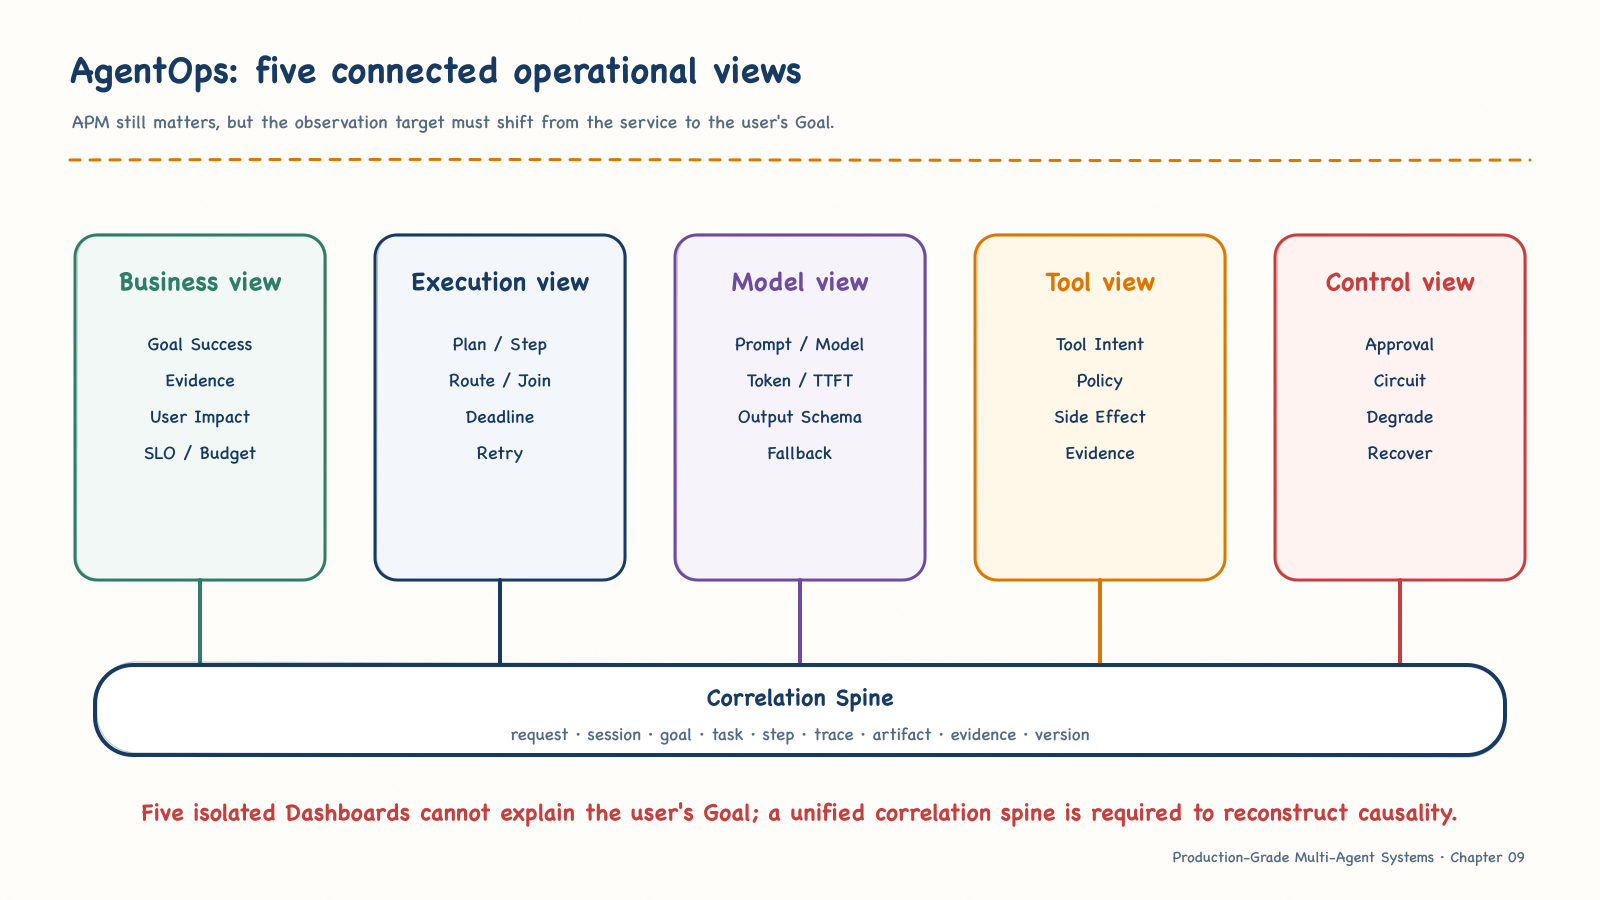 AgentOps: five connected operational views
APM still matters, but the observation target must shift from the service to the user's Goal.
Business view
Goal Success
Evidence
User Impact
SLO / Budget
Execution view
Plan / Step
Route / Join
Deadline
Retry
Model view
Prompt / Model
Token / TTFT
Output Schema
Fallback
Tool view
Tool Intent
Policy
Side Effect
Evidence
Control view
Approval
Circuit
Degrade
Recover
Correlation Spine
request · session · goal · task · step · trace · artifact · evidence · version
Five isolated Dashboards cannot explain the user's Goal; a unified correlation spine is required to reconstruct causality.
Production-Grade Multi-Agent Systems · Chapter 09